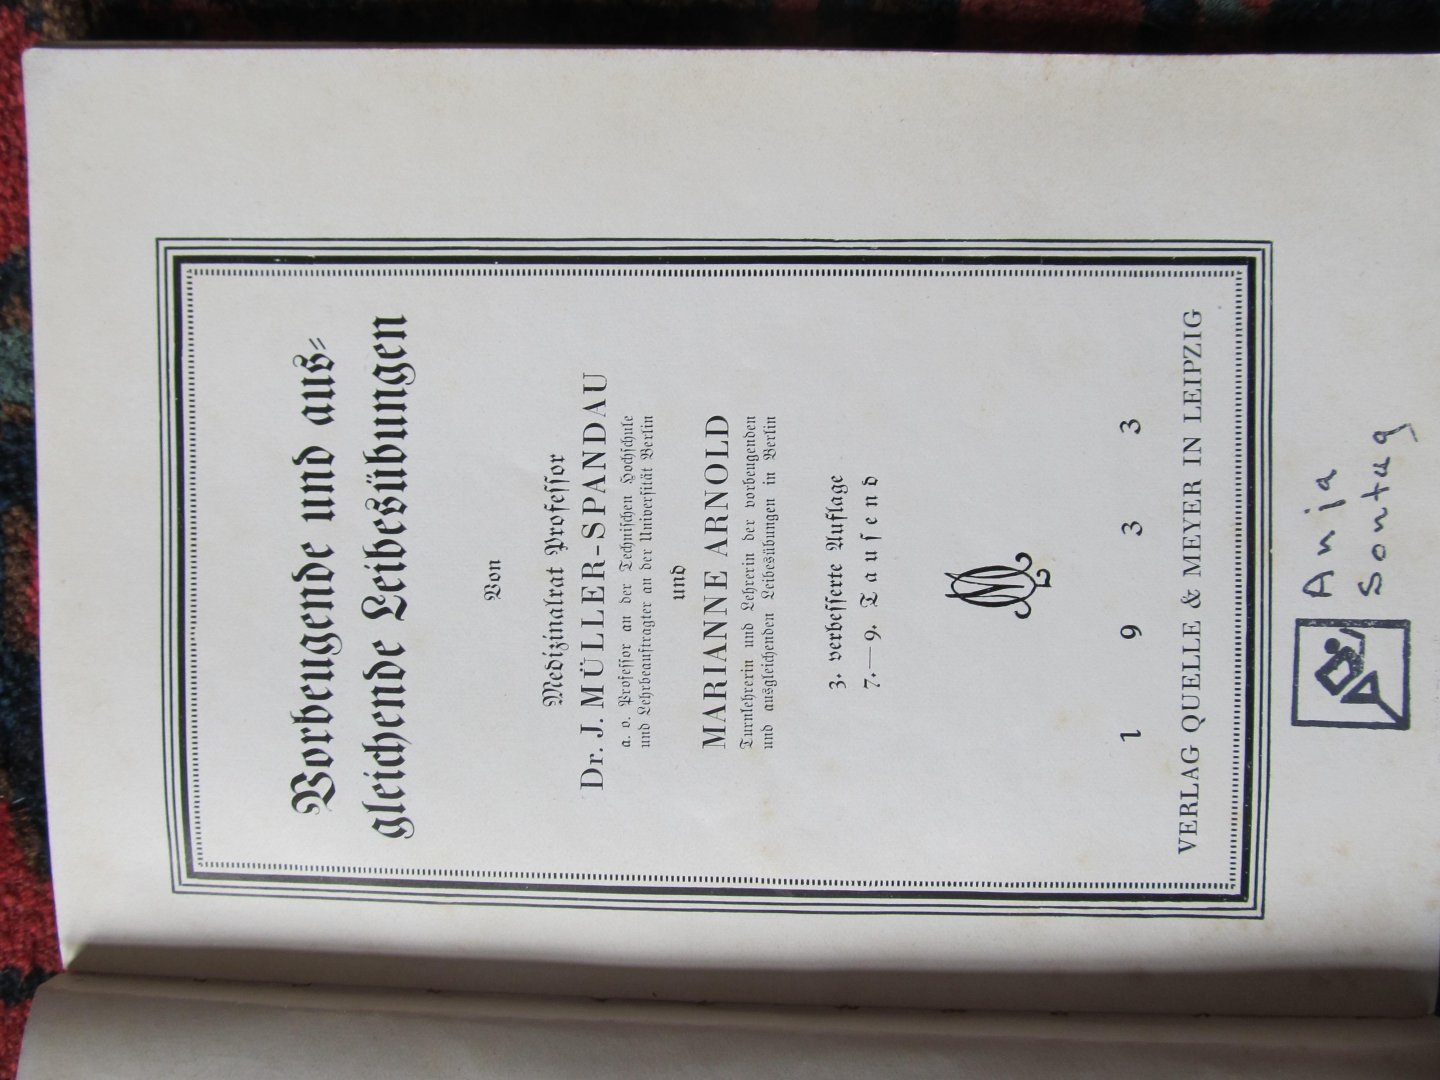 Vorbeugende und aus=
gleichende Leibesübungen
Von
Medizinalrat Professor
Dr. J. MÜLLER-SPANDAU
a. o. Professor an der Technischen Hochschule
und Lehrbeauftragter an der Universität Berlin
und
MARIANNE ARNOLD
Turnlehrerin und Lehrerin der vorbeugenden
und ausgleichenden Leibesübungen in Berlin
3. verbesserte Auflage
7.—9. Tausend
1 9 3 3
VERLAG QUELLE & MEYER IN LEIPZIG
Anja
Sontag